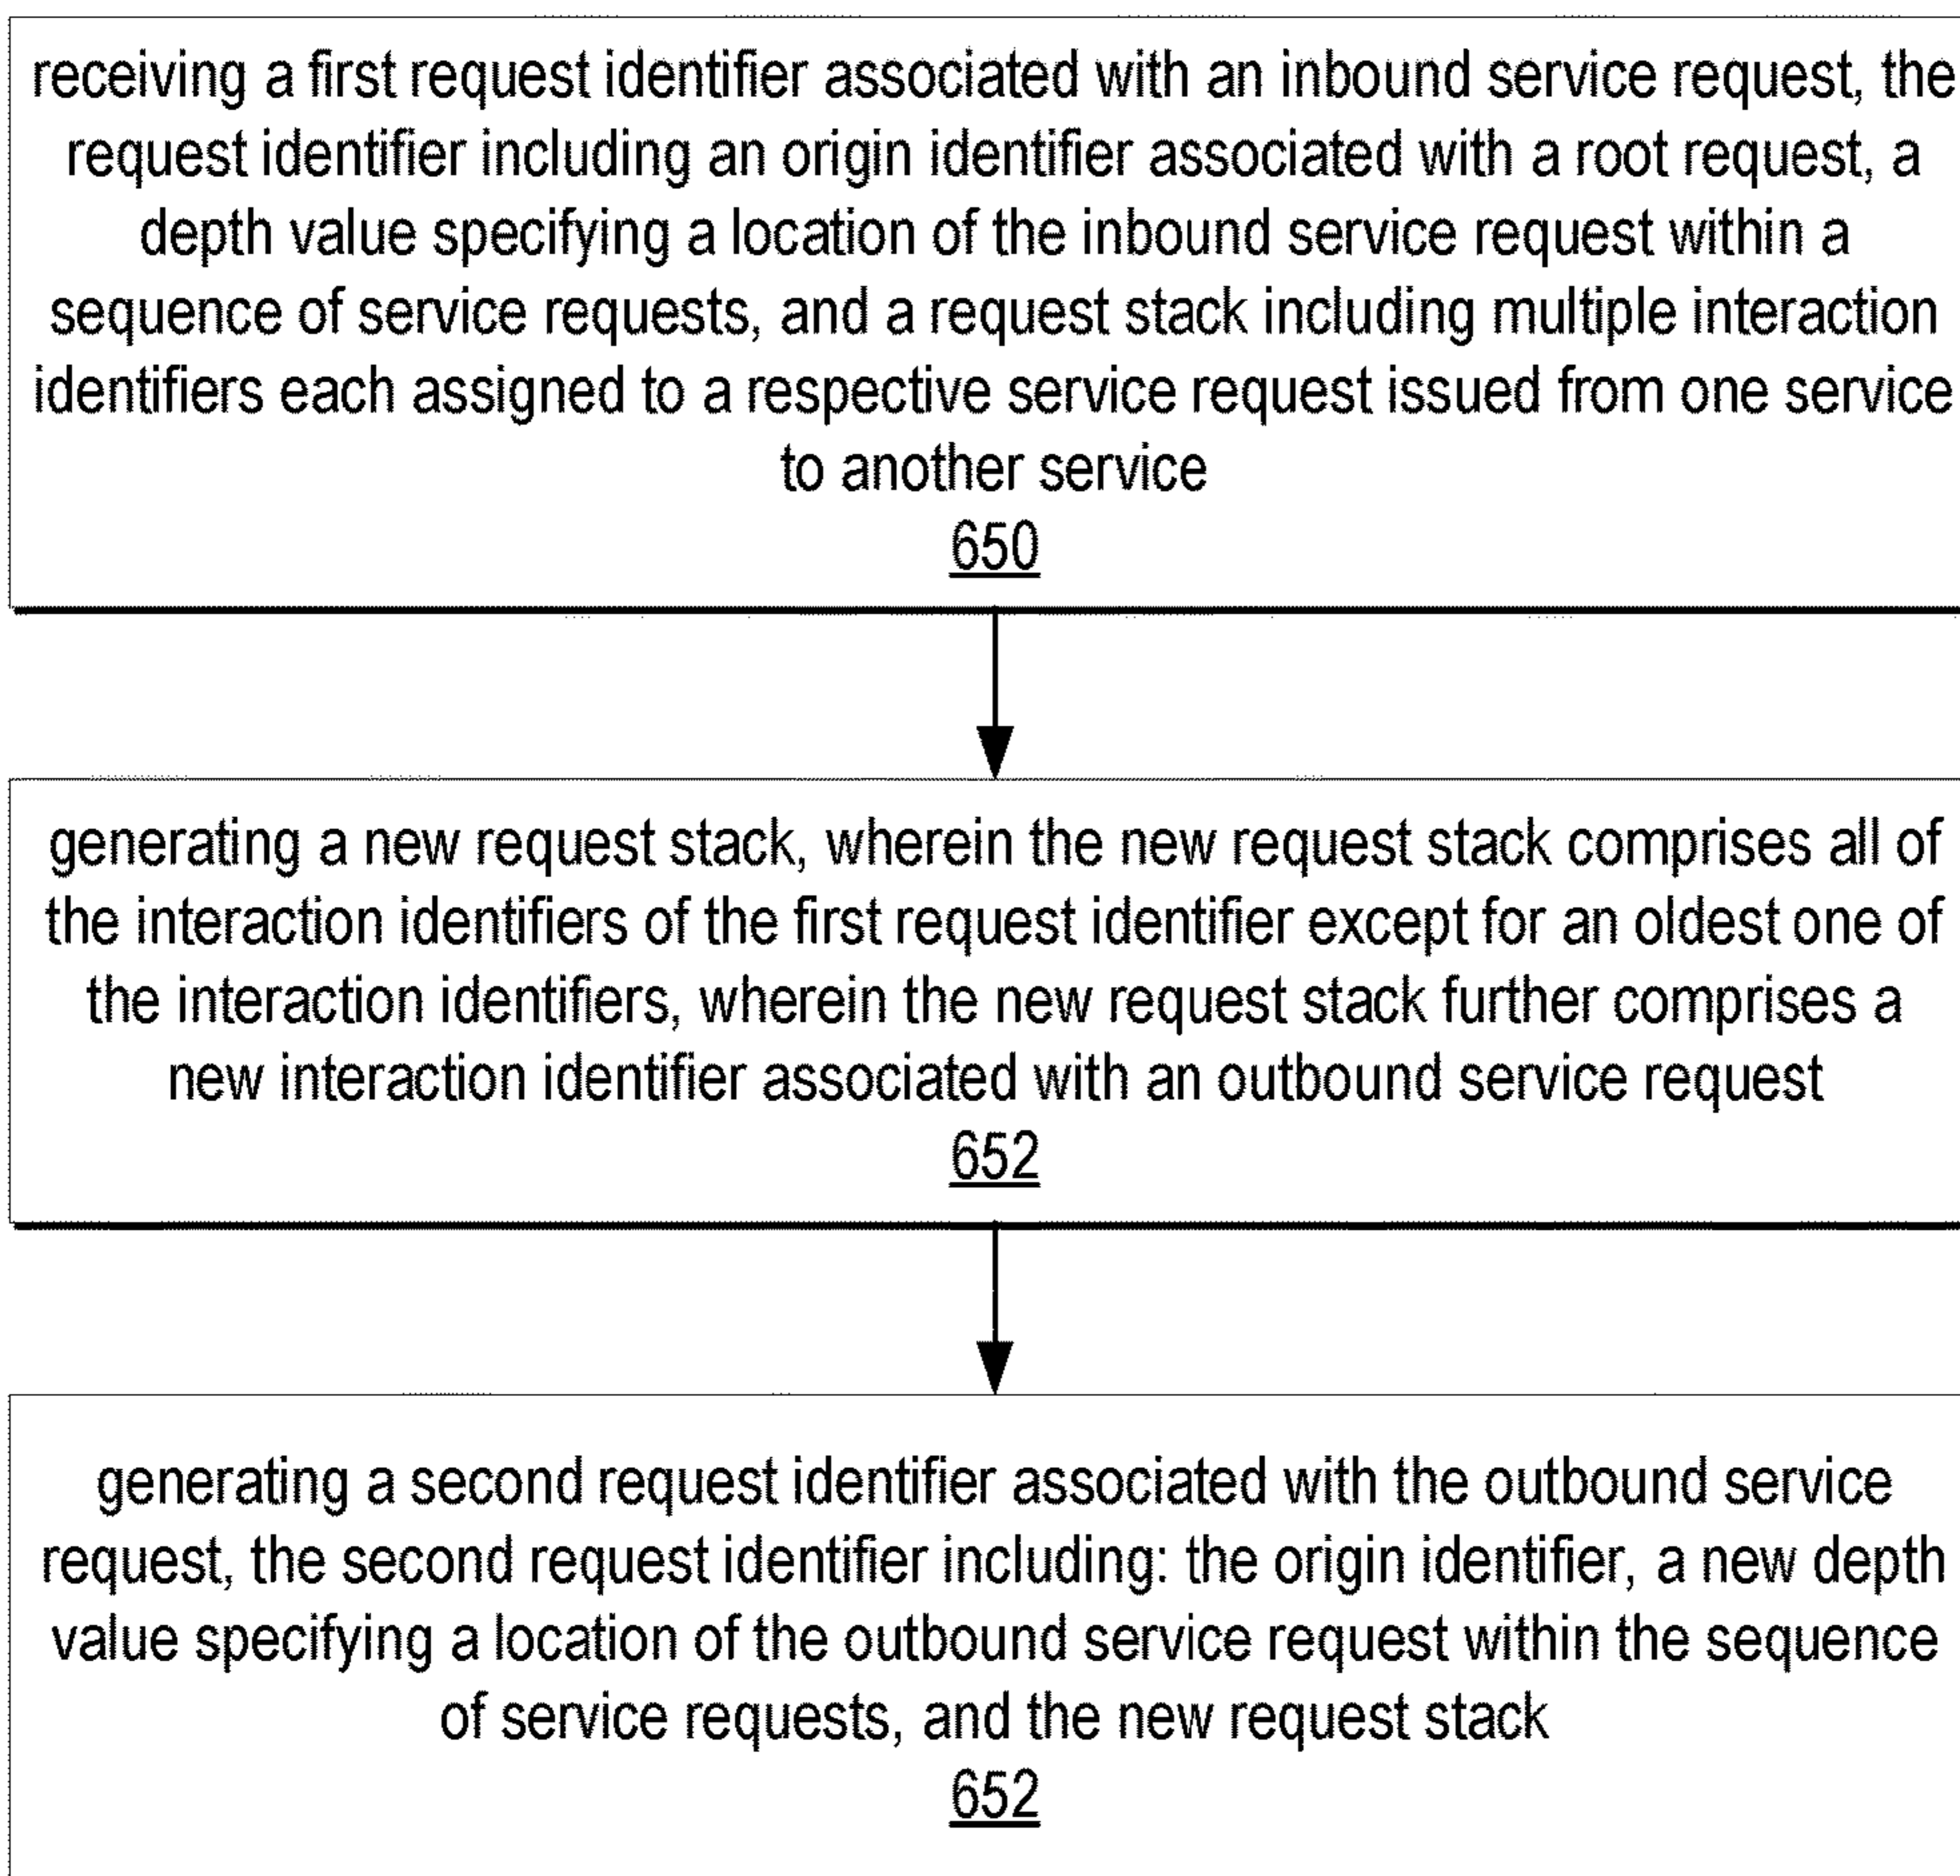 receiving a first request identifier associated with an inbound service request, the
request identifier including an origin identifier associated with a root request, a
depth value specifying a location of the inbound service request within a
sequence of service requests, and a request stack including multiple interaction
identifiers each assigned to a respective service request issued from one service
to another service
650
generating a new request stack, wherein the new request stack comprises all of
the interaction identifiers of the first request identifier except for an oldest one of
the interaction identifiers, wherein the new request stack further comprises a
new interaction identifier associated with an outbound service request
652
generating a second request identifier associated with the outbound service
request, the second request identifier including: the origin identifier, a new depth
value specifying a location of the outbound service request within the sequence
of service requests, and the new request stack
652